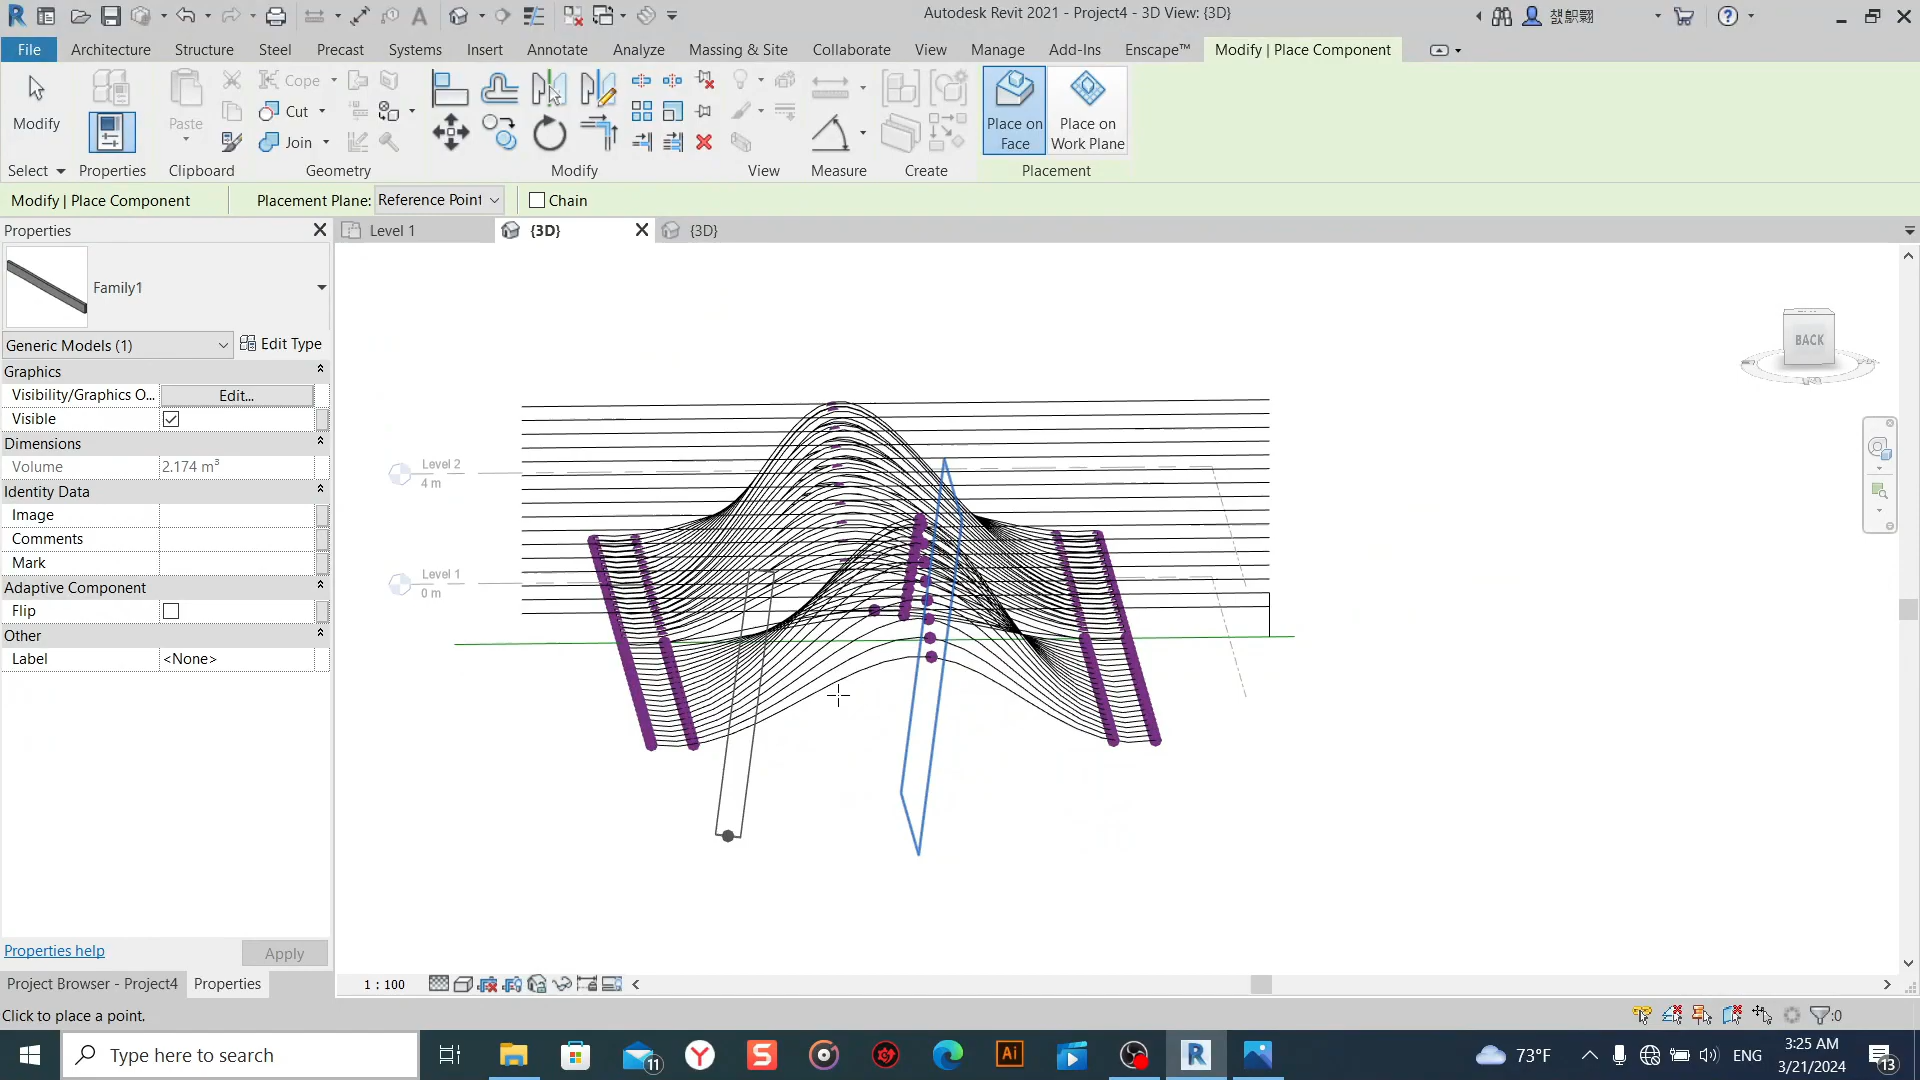 Autodesk Revit 2021 - Project4 - 3D View: {3D}
File Architecture Structure Steel Precast Systems Insert Annotate Analyze Massing & Site Collaborate View Manage Add-Ins Enscape™ Modify | Place Component
Modify
Paste
Cope
Cut
Join
Place on Face
Place on Work Plane
Select Properties Clipboard Geometry Modify View Measure Create Placement
Modify | Place Component Placement Plane: Reference Point Chain
Properties
Level 1 {3D} {3D}
Family1
Generic Models (1) Edit Type
Graphics
Visibility/Graphics O... Edit...
Visible
Dimensions
Volume 2.174 m³
Identity Data
Image
Comments
Mark
Adaptive Component
Flip
Other
Label <None>
Level 2
4 m
Level 1
0 m
BACK
Properties help Apply
Project Browser - Project4 Properties
1 : 100
Click to place a point.
:0
Type here to search
11
Ai
73°F
ENG
3:25 AM
3/21/2024
13